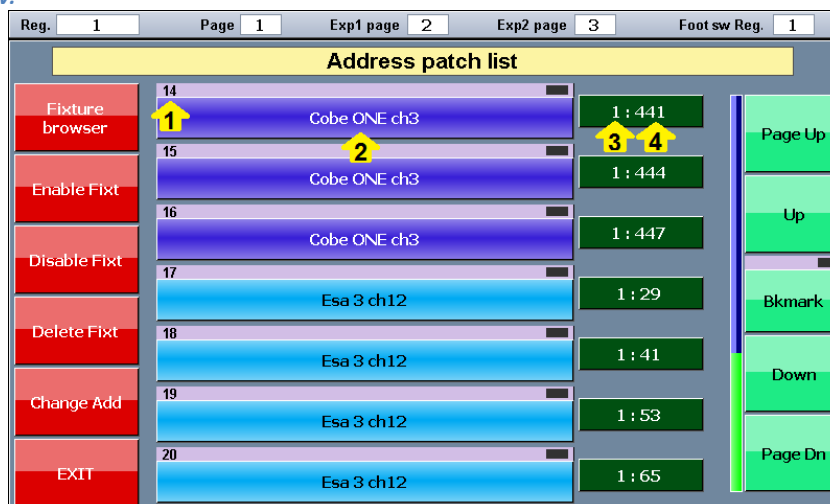 Reg. 1 Page 1 Exp1 page 2 Exp2 page 3 Foot sw Reg. 1
Address patch list
Fixture browser
Enable Fixt
Disable Fixt
Delete Fixt
Change Add
EXIT
14
Cobe ONE ch3
1:441
1
2
3
4
15
Cobe ONE ch3
1:444
16
Cobe ONE ch3
1:447
17
Esa 3 ch12
1:29
18
Esa 3 ch12
1:41
19
Esa 3 ch12
1:53
20
Esa 3 ch12
1:65
Page Up
Up
Bkmark
Down
Page Dn